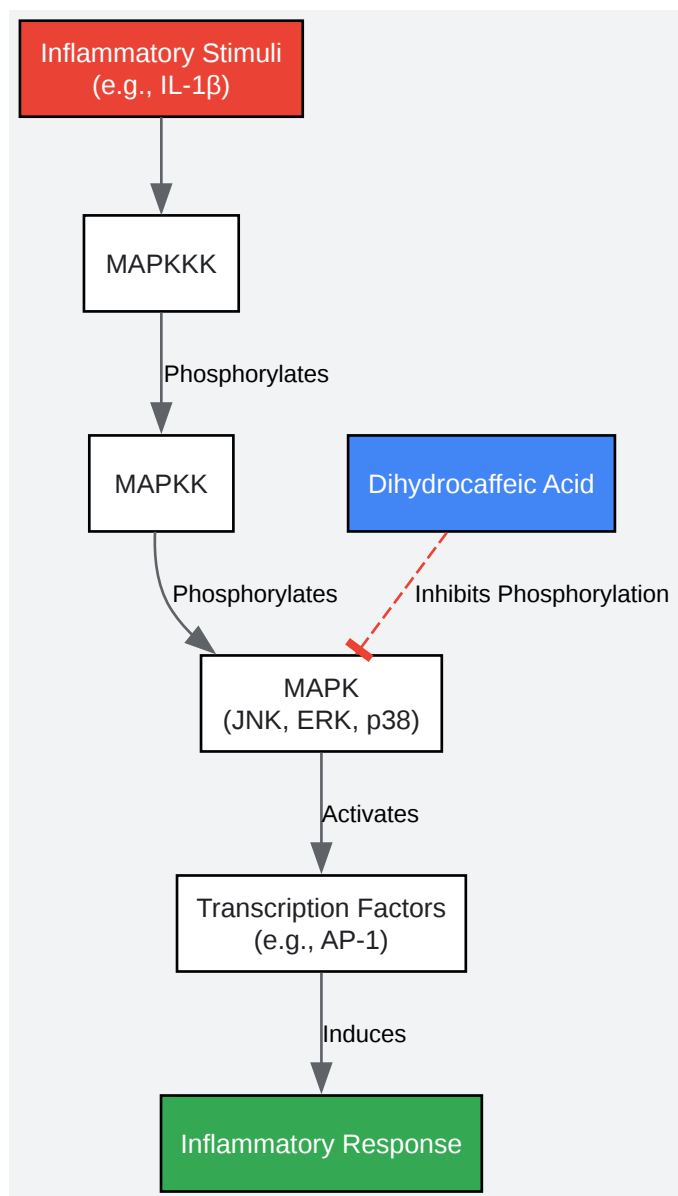 Inflammatory Stimuli
(e.g., IL-1β)
MAPKKK
Phosphorylates
MAPKK
Dihydrocaffeic Acid
Phosphorylates
Inhibits Phosphorylation
MAPK
(JNK, ERK, p38)
Activates
Transcription Factors
(e.g., AP-1)
Induces
Inflammatory Response